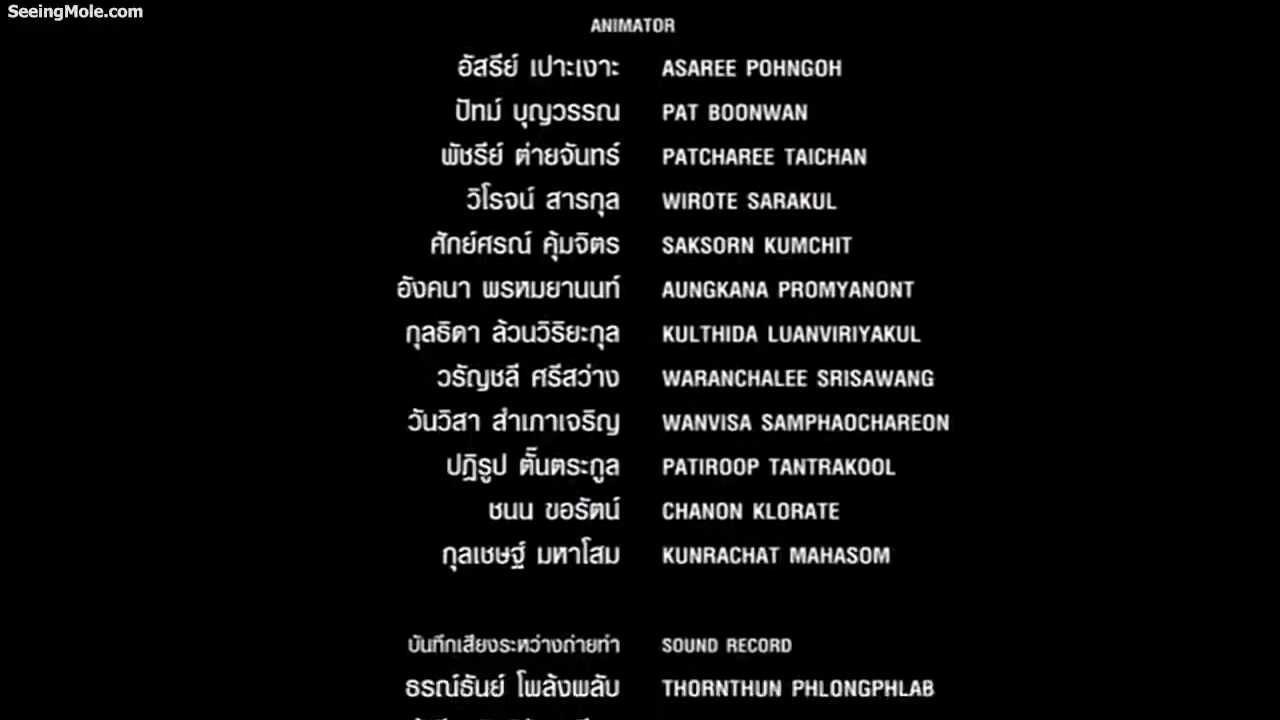 SeeingMole.com
ANIMATOR
อัสรีย์ เปาะเงาะ ASAREE POHNGOH
ปัทม์ บุญวรรณ PAT BOONWAN
พัชรีย์ ต่ายจันทร์ PATCHAREE TAICHAN
วิโรจน์ สารกุล WIROTE SARAKUL
ศักย์ศรณ์ คุ้มจิตร SAKSORN KUMCHIT
อังคนา พรหมยานนท์ AUNGKANA PROMYANONT
กุลธิดา ล้วนวิริยะกุล KULTHIDA LUANVIRIYAKUL
วรัญชลี ศรีสว่าง WARANCHALEE SRISAWANG
วันวิสา สำเภาเจริญ WANVISA SAMPHAOCHAREON
ปฏิรูป ตั๊นตระกูล PATIROOP TANTRAKOOL
ชนน ขอรัตน์ CHANON KLORATE
กุลเชษฐ์ มหาโสม KUNRACHAT MAHASOM
บันทึกเสียงระหว่างถ่ายทำ SOUND RECORD
ธรณ์ธันย์ โพล้งพลับ THORNTHUN PHLONGPHLAB